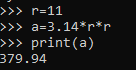 >>> r=11
>>> a=3.14*r*r
>>> print(a)
379.94